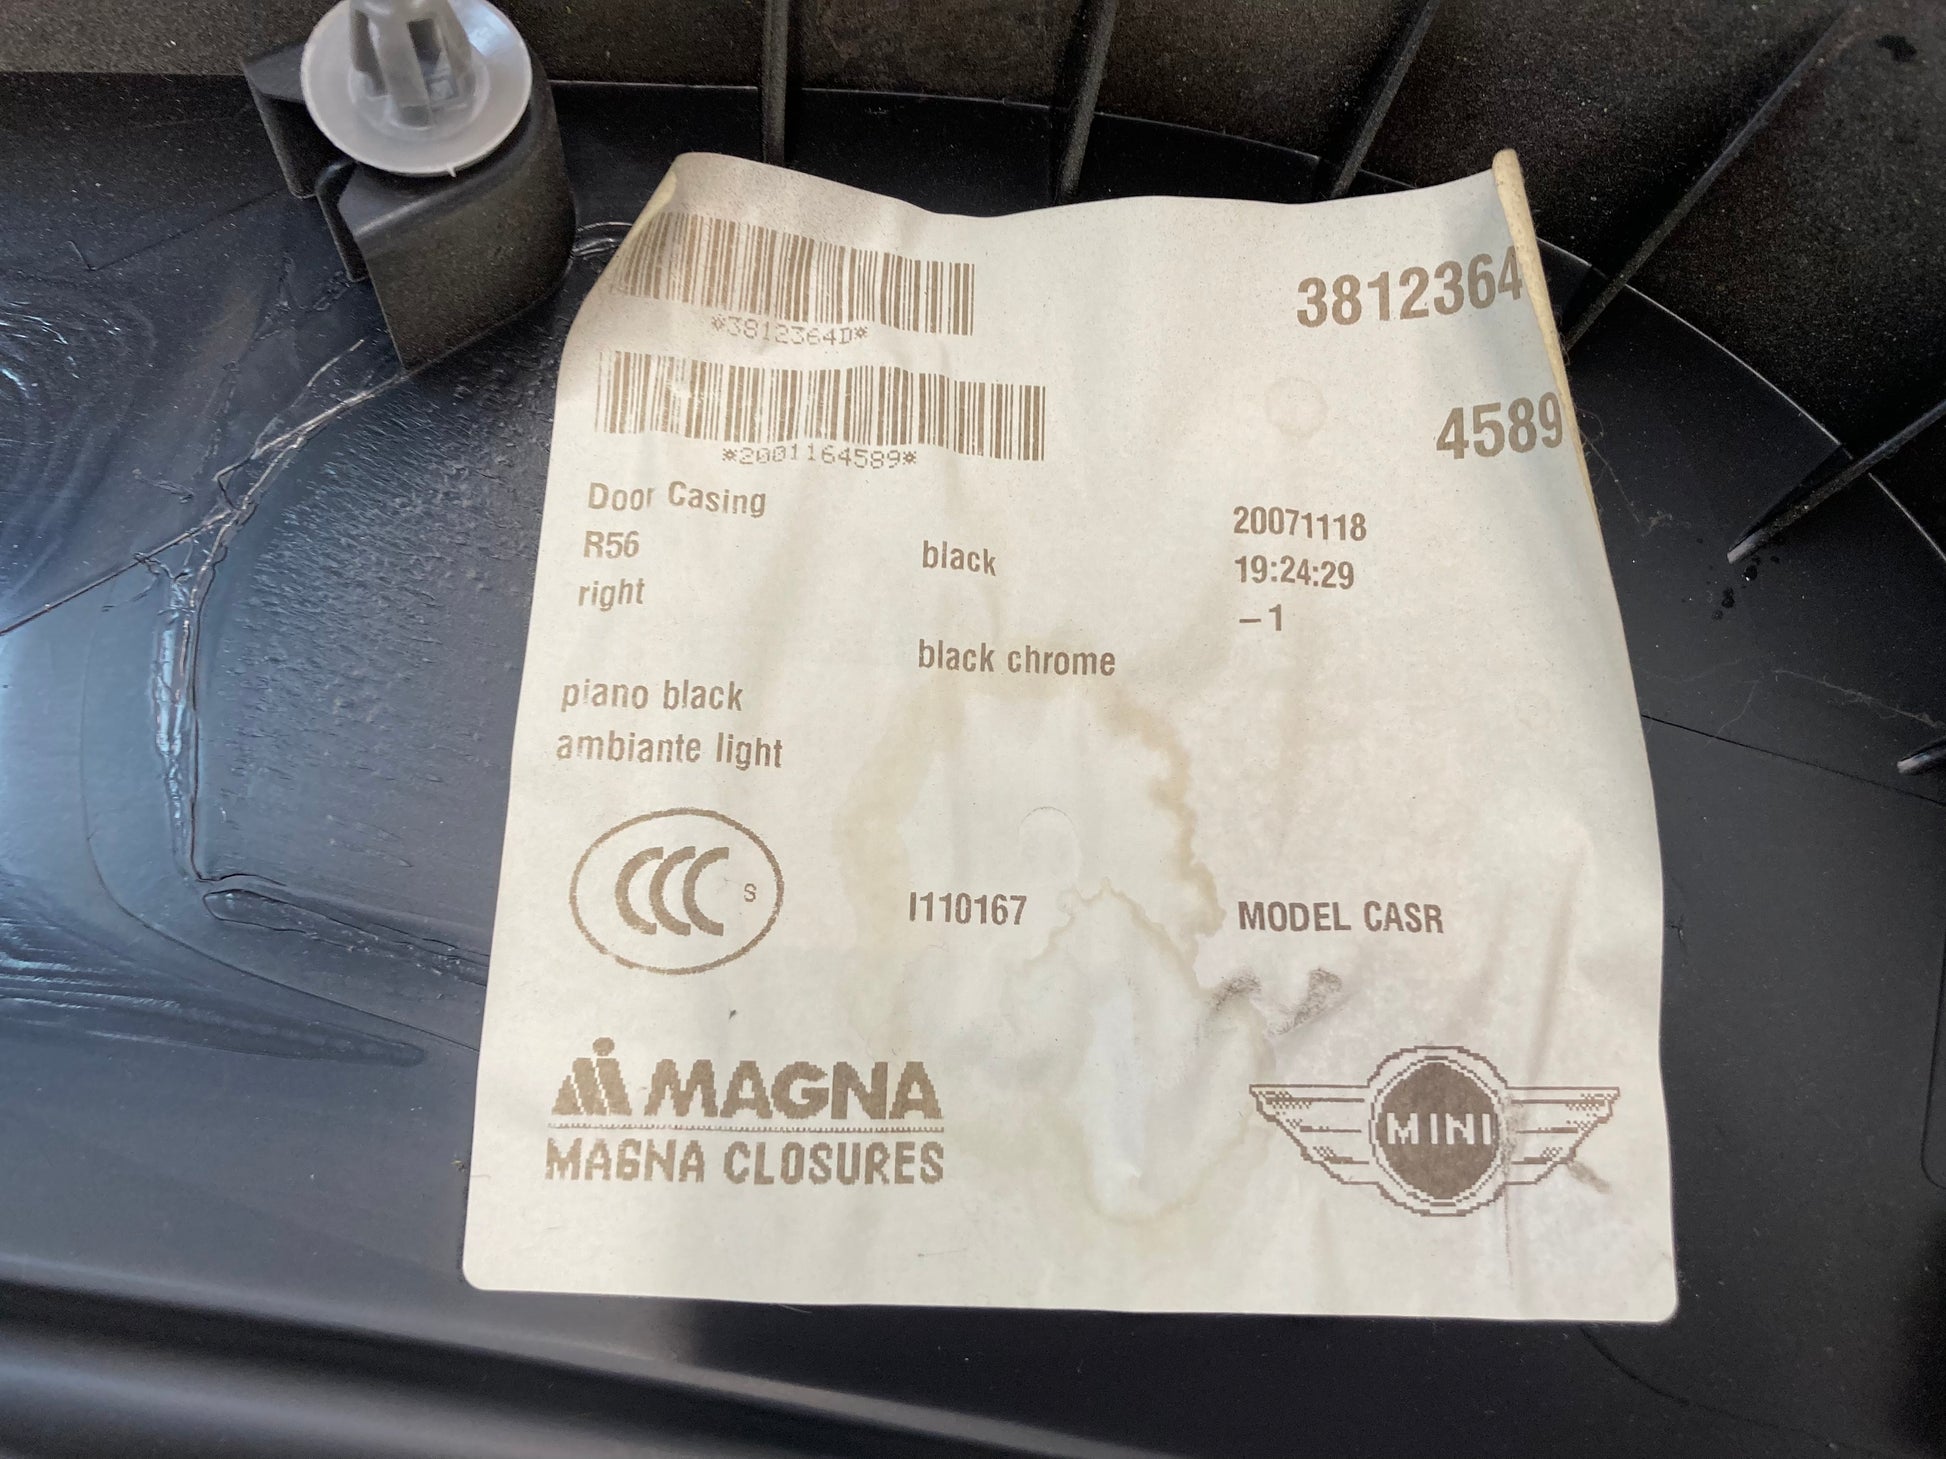 *3812364D*
3812364
*2001164589*
4589
Door Casing
R56
right
black
20071118
19:24:29
–1
black chrome
piano black
ambiante light
CCC S
I110167
MODEL CASR
MAGNA
MAGNA CLOSURES
MINI